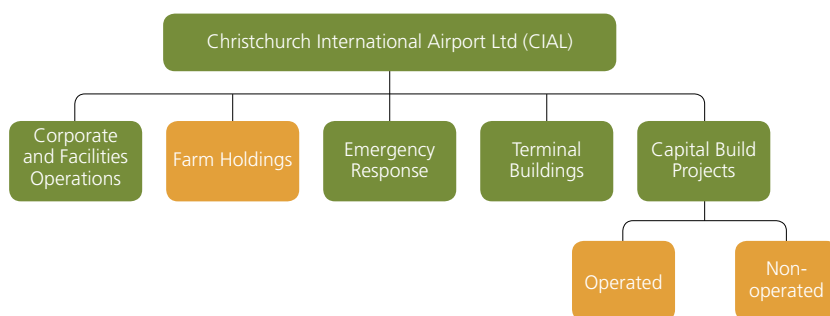 Christchurch International Airport Ltd (CIAL)
Corporate
and Facilities
Operations
Farm Holdings
Emergency
Response
Terminal
Buildings
Capital Build
Projects
Operated
Non-
operated